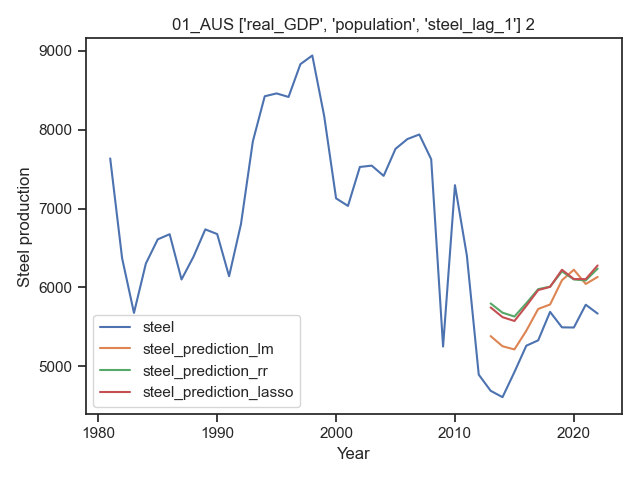 01_AUS ['real_GDP', 'population', 'steel_lag_1'] 2
9000
8000
7000
6000
5000
Steel production
steel
steel_prediction_lm
steel_prediction_rr
steel_prediction_lasso
1980
1990
2000
2010
2020
Year